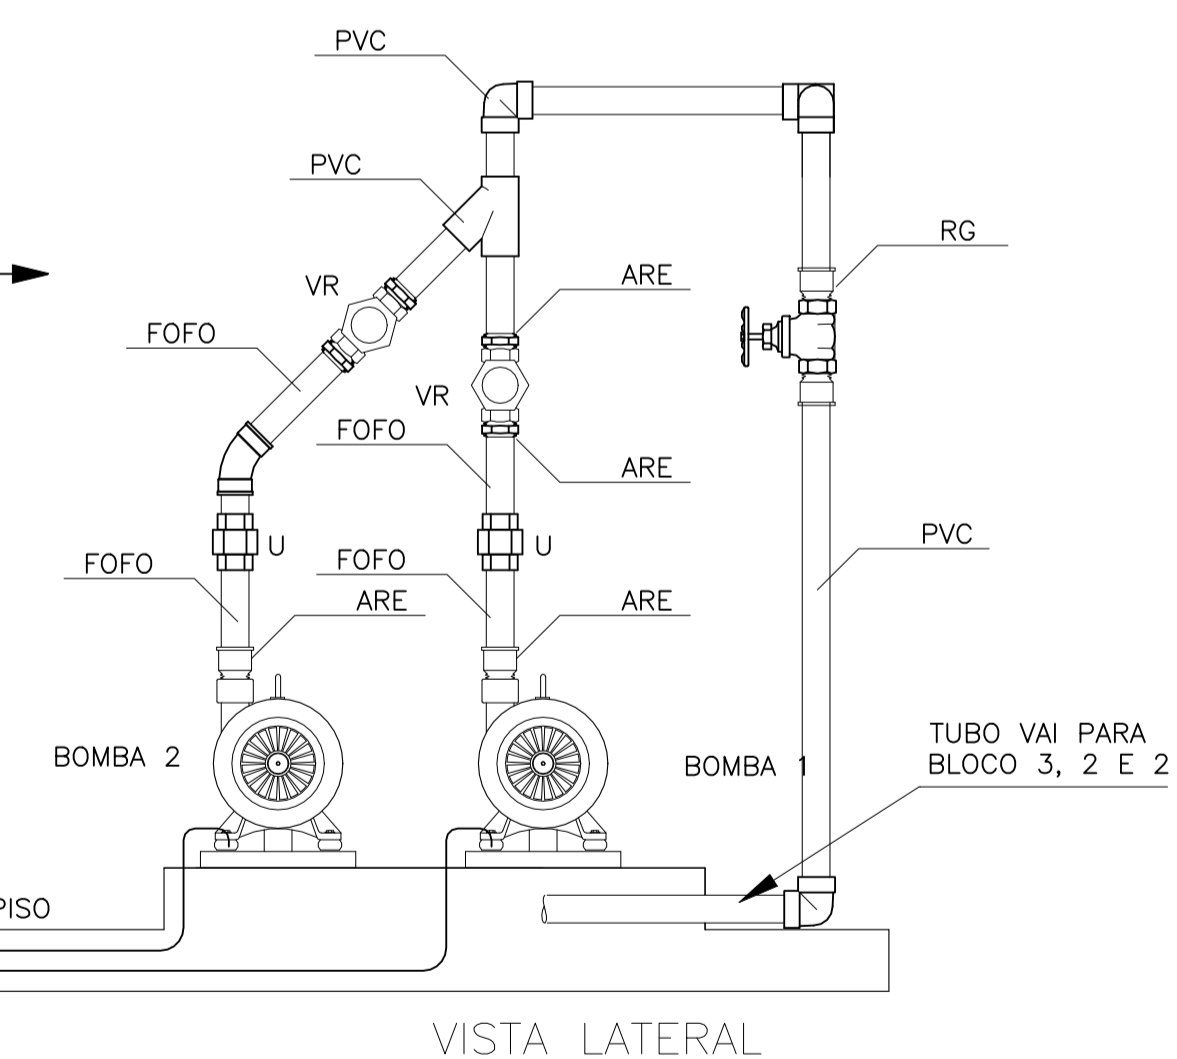 PVC
PVC
RG
ARE
VR
FOFO
VR
FOFO
ARE
PVC
U
U
FOFO
FOFO
ARE
ARE
TUBO VAI PARA
BLOCO 3, 2 E 2
BOMBA 2
BOMBA 1
PISO
VISTA LATERAL